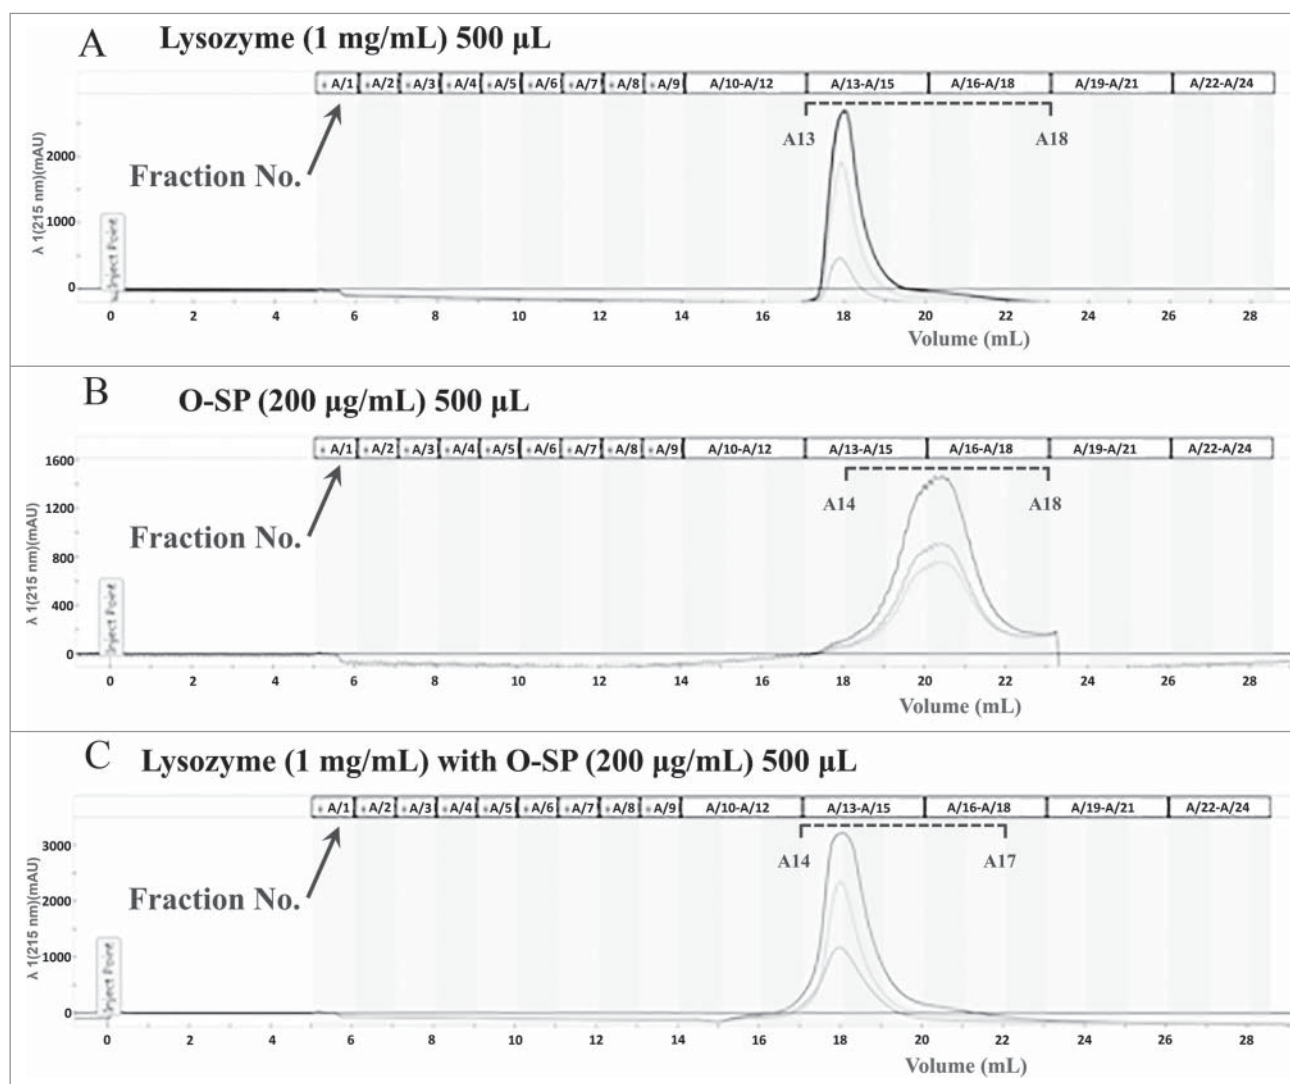 A Lysozyme (1 mg/mL) 500 µL
A/1 A/2 A/3 A/4 A/5 A/6 A/7 A/8 A/9 A/10-A/12 A/13-A/15 A/16-A/18 A/19-A/21 A/22-A/24
A13 A18
Fraction No.
λ 1(215 nm)(mAU)
2000
1000
0
Inject Point
0 2 4 6 8 10 12 14 16 18 20 22 24 26 28
Volume (mL)
B O-SP (200 µg/mL) 500 µL
A/1 A/2 A/3 A/4 A/5 A/6 A/7 A/8 A/9 A/10-A/12 A/13-A/15 A/16-A/18 A/19-A/21 A/22-A/24
A14 A18
Fraction No.
λ 1(215 nm)(mAU)
1600
1200
800
400
0
Inject Point
0 2 4 6 8 10 12 14 16 18 20 22 24 26 28
Volume (mL)
C Lysozyme (1 mg/mL) with O-SP (200 µg/mL) 500 µL
A/1 A/2 A/3 A/4 A/5 A/6 A/7 A/8 A/9 A/10-A/12 A/13-A/15 A/16-A/18 A/19-A/21 A/22-A/24
A14 A17
Fraction No.
λ 1(215 nm)(mAU)
3000
2000
1000
0
Inject Point
0 2 4 6 8 10 12 14 16 18 20 22 24 26 28
Volume (mL)